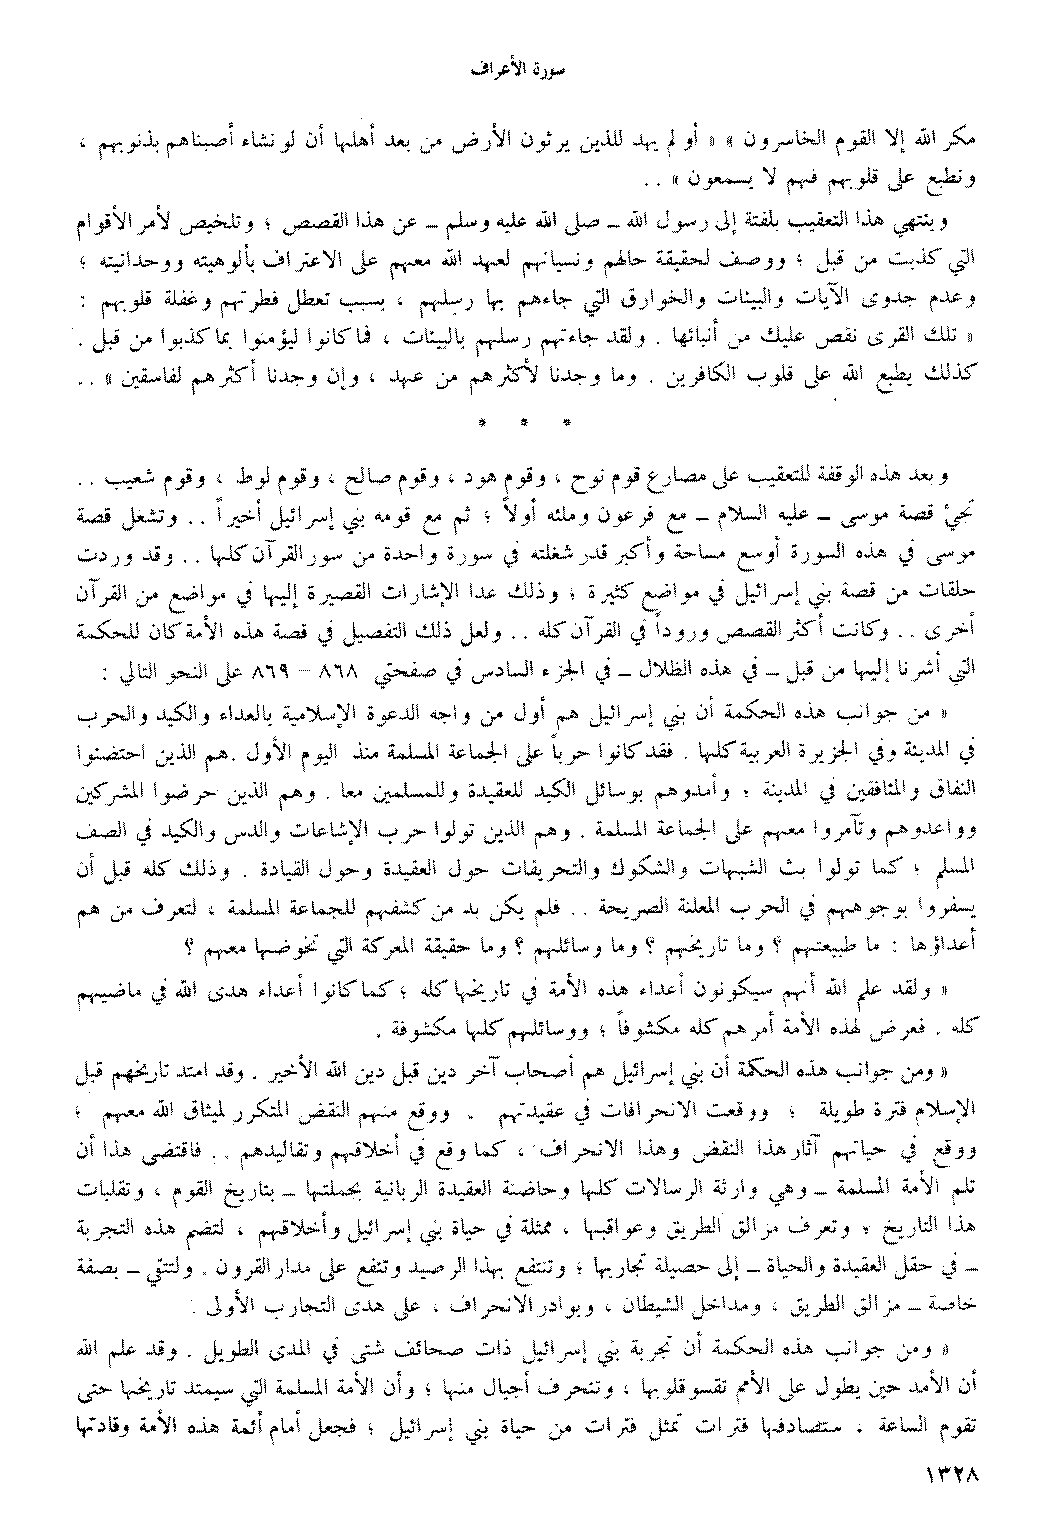 سورة الأعراف
مكر الله إلا القوم الخاسرون » « أو لم يهد للذين يرثون الأرض من بعد أهلها أن لو نشاء أصبناهم بذنوبهم ،
ونطبع على قلوبهم فهم لا يسمعون » ..
وينتهي هذا التعقيب بلفتة إلى رسول الله – صلى الله عليه وسلم – عن هذا القصص ؛ وتلخيص لأمر الأقوام
التي كذبت من قبل ؛ ووصف لحقيقة حالهم ونسيانهم لعهد الله معهم على الاعتراف بألوهيته ووحدانيته ؛
وعدم جدوى الآيات والبينات والخوارق التي جاءهم بها رسلهم ، بسبب تعطل فطرتهم وغفلة قلوبهم :
« تلك القرى نقص عليك من أنبائها . ولقد جاءتهم رسلهم بالبينات ، فما كانوا ليؤمنوا بما كذبوا من قبل .
كذلك يطبع الله على قلوب الكافرين . وما وجدنا لأكثرهم من عهد ، وإن وجدنا أكثرهم لفاسقين » ..
* * *
وبعد هذه الوقفة للتعقيب على مصارع قوم نوح ، وقوم هود ، وقوم صالح ، وقوم لوط ، وقوم شعيب ..
تجيئ قصة موسى – عليه السلام – مع فرعون وملئه أولاً ؛ ثم مع قومه بني إسرائيل أخيراً .. وتشغل قصة
موسى في هذه السورة أوسع مساحة وأكبر قدر شغلته في سورة واحدة من سور القرآن كلها .. وقد وردت
حلقات من قصة بني إسرائيل في مواضع كثيرة ؛ وذلك عدا الإشارات القصيرة إليها في مواضع من القرآن
أخرى .. وكانت أكثر القصص وروداً في القرآن كله .. ولعل ذلك التفصيل في قصة هذه الأمة كان للحكمة
التي أشرنا إليها من قبل – في هذه الظلال – في الجزء السادس في صفحتي ٨٦٨ – ٨٦٩ على النحو التالي :
« من جوانب هذه الحكمة أن بني إسرائيل هم أول من واجه الدعوة الإسلامية بالعداء والكيد والحرب
في المدينة وفي الجزيرة العربية كلها . فقد كانوا حرباً على الجماعة المسلمة منذ اليوم الأول .هم الذين احتضنوا
النفاق والمنافقين في المدينة ؛ وأمدوهم بوسائل الكيد للعقيدة وللمسلمين معا . وهم الذين حرضوا المشركين
وواعدوهم وتآمروا معهم على الجماعة المسلمة . وهم الذين تولوا حرب الإشاعات والدس والكيد في الصف
المسلم ؛ كما تولوا بث الشبهات والشكوك والتحريفات حول العقيدة وحول القيادة . وذلك كله قبل أن
يسفروا بوجوههم في الحرب المعلنة الصريحة .. فلم يكن بد من كشفهم للجماعة المسلمة ، لتعرف من هم
أعداؤها : ما طبيعتهم ؟ وما تاريخهم ؟ وما وسائلهم ؟ وما حقيقة المعركة التي تخوضها معهم ؟
« ولقد علم الله أنهم سيكونون أعداء هذه الأمة في تاريخها كله ؛ كما كانوا أعداء هدى الله في ماضيهم
كله . فعرض لهذه الأمة أمرهم كله مكشوفاً ؛ ووسائلهم كلها مكشوفة .
« ومن جوانب هذه الحكمة أن بني إسرائيل هم أصحاب آخر دين قبل دين الله الأخير . وقد امتد تاريخهم قبل
الإسلام فترة طويلة ؛ ووقعت الانحرافات في عقيدتهم . ووقع منهم النقض المتكرر لميثاق الله معهم ؛
ووقع في حياتهم آثار هذا النقض وهذا الانحراف ، كما وقع في أخلاقهم وتقاليدهم .. فاقتضى هذا أن
تلم الأمة المسلمة – وهي وارثة الرسالات كلها وحاضنة العقيدة الربانية بجملتها – بتاريخ القوم ، وتقلبات
هذا التاريخ ؛ وتعرف مزالق الطريق وعواقبها ، ممثلة في حياة بني إسرائيل وأخلاقهم ، لتضم هذه التجربة
– في حقل العقيدة والحياة – إلى حصيلة تجاربها ؛ وتنتفع بهذا الرصيد وتنفع على مدار القرون . ولتتقي – بصفة
خاصة – مزالق الطريق ، ومداخل الشيطان ، وبوادر الانحراف ، على هدى التجارب الأولى .
« ومن جوانب هذه الحكمة أن تجربة بني إسرائيل ذات صحائف شتى في المدى الطويل . وقد علم الله
أن الأمد حين يطول على الأمم تقسو قلوبها ، وتنحرف أجيال منها ؛ وأن الأمة المسلمة التي سيمتد تاريخها حتى
تقوم الساعة ، ستصادفها فترات تمثل فترات من حياة بني إسرائيل ؛ فجعل أمام أئمة هذه الأمة وقادتها
١٣٢٨